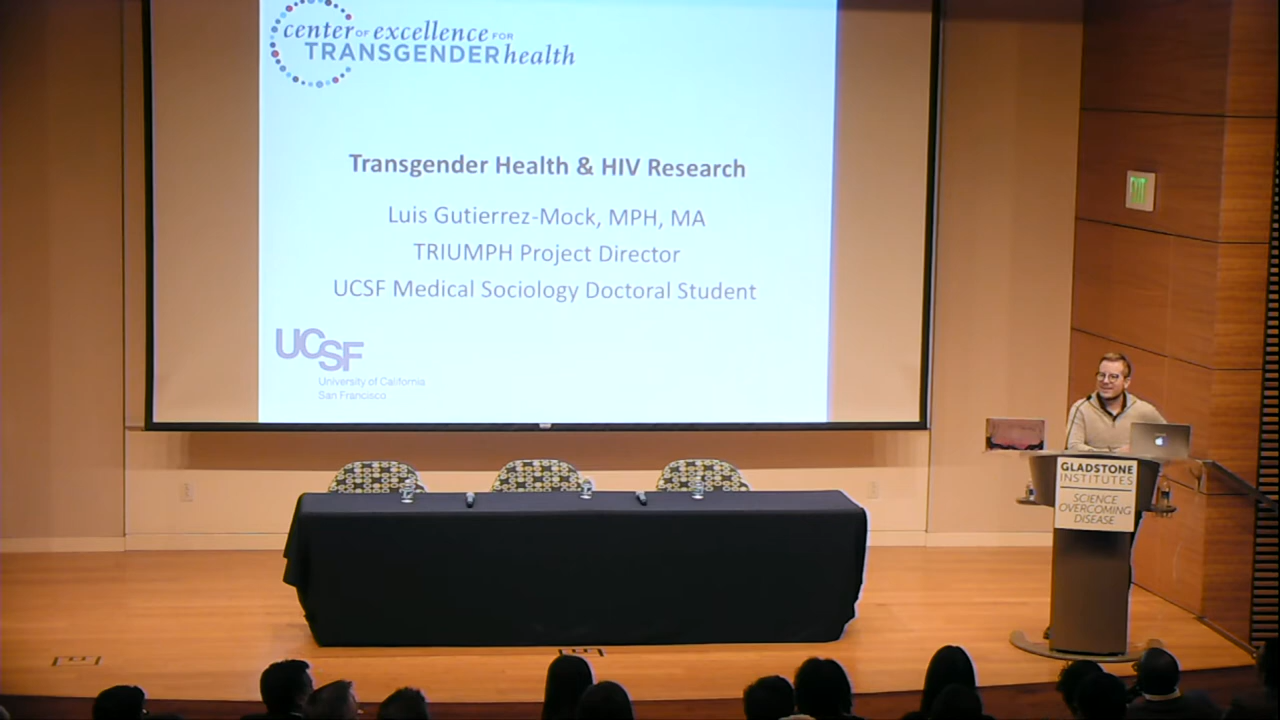 center OF excellence FOR
TRANSGENDER health
Transgender Health & HIV Research
Luis Gutierrez-Mock, MPH, MA
TRIUMPH Project Director
UCSF Medical Sociology Doctoral Student
UCSF
University of California
San Francisco
EXIT
GLADSTONE
INSTITUTES
SCIENCE
OVERCOMING
DISEASE